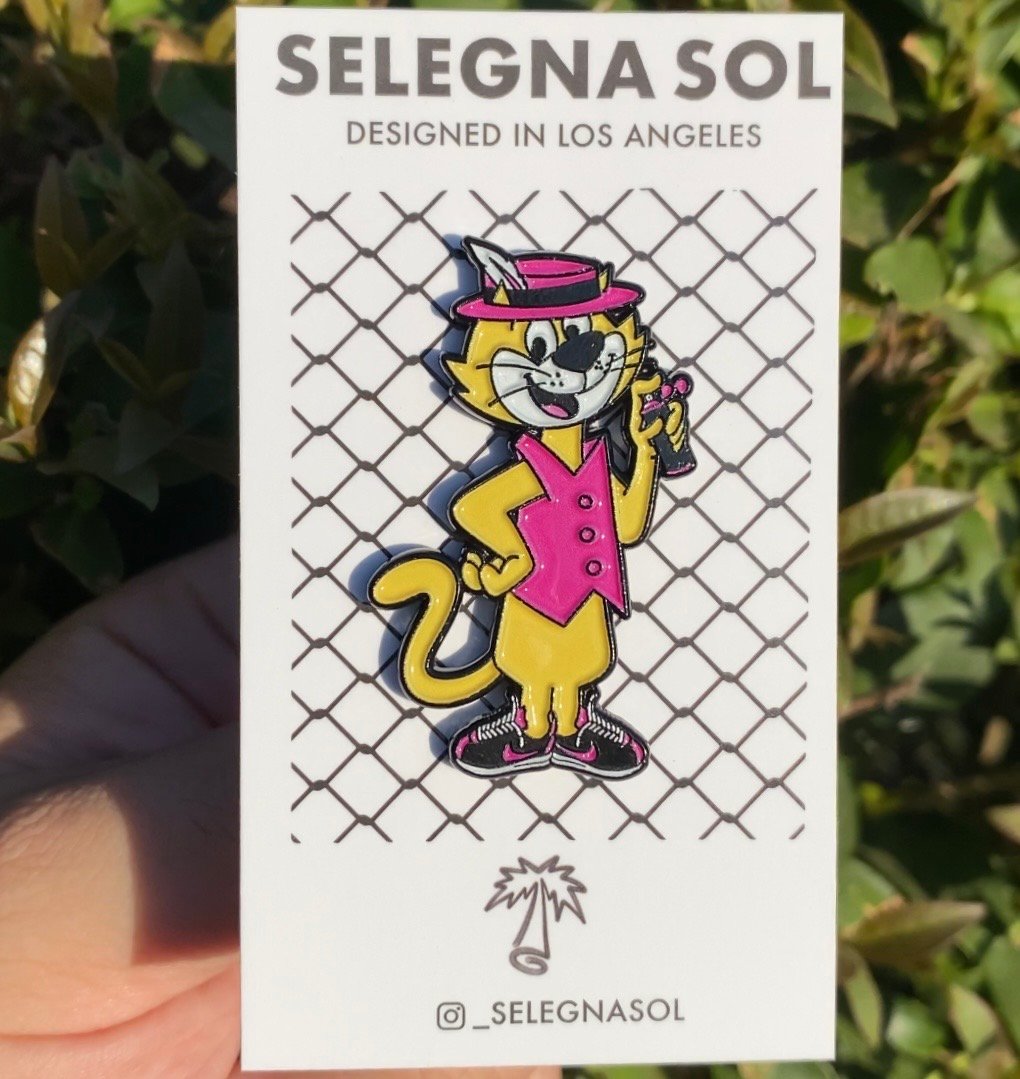 SELEGNA SOL
DESIGNED IN LOS ANGELES
_SELEGNASOL